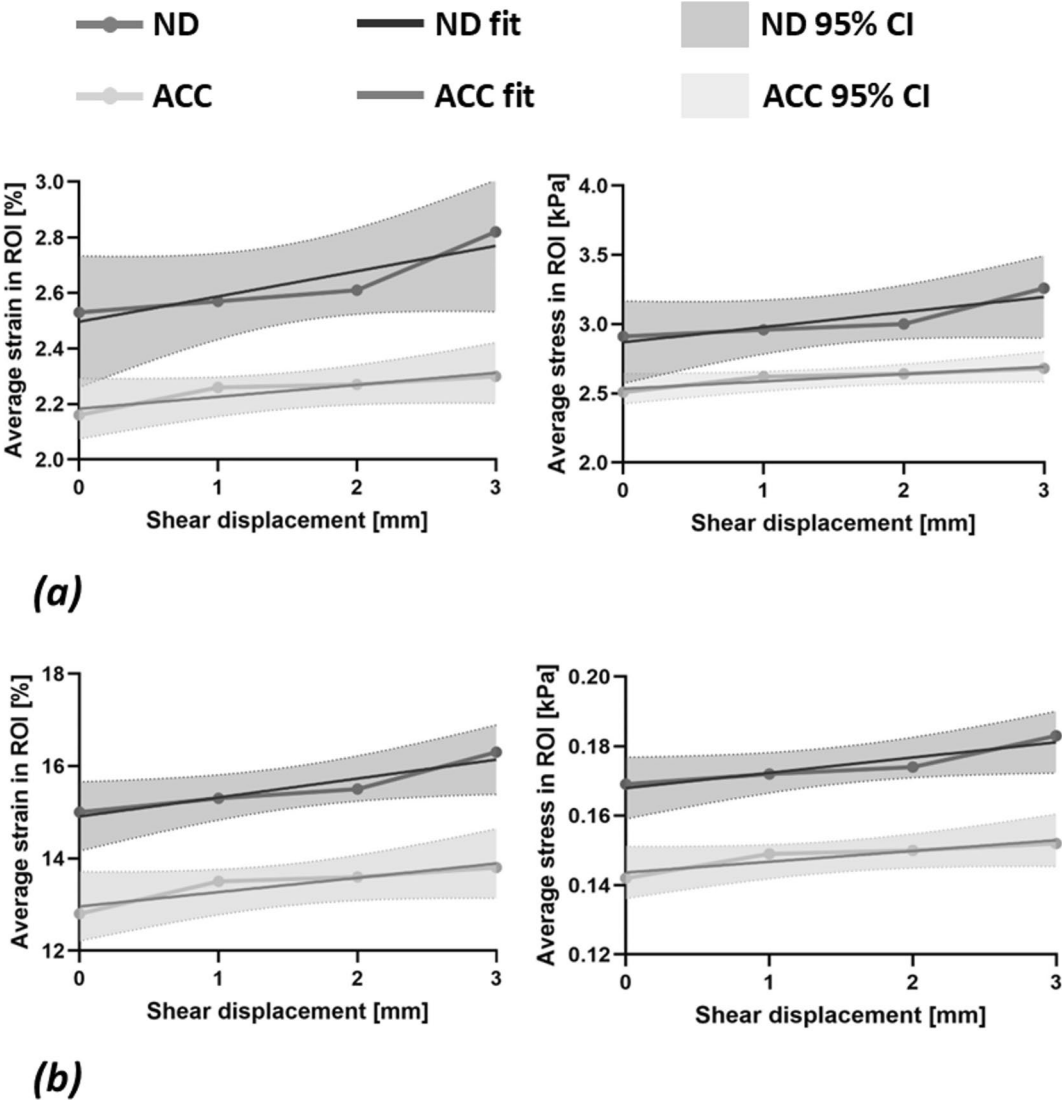 ND ND fit ND 95% CI
ACC ACC fit ACC 95% CI
Average strain in ROI [%]
3.0
2.8
2.6
2.4
2.2
2.0
0 1 2 3
Shear displacement [mm]
Average stress in ROI [kPa]
4.0
3.5
3.0
2.5
2.0
0 1 2 3
Shear displacement [mm]
(a)
Average strain in ROI [%]
18
16
14
12
0 1 2 3
Shear displacement [mm]
Average stress in ROI [kPa]
0.20
0.18
0.16
0.14
0.12
0 1 2 3
Shear displacement [mm]
(b)